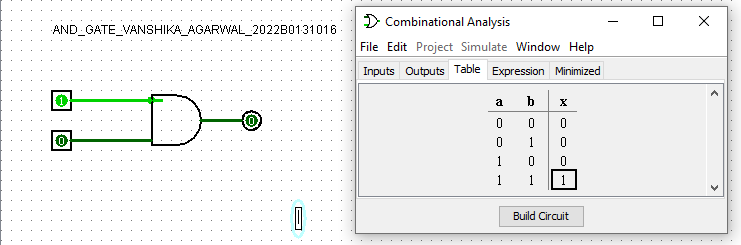 AND_GATE_VANSHIKA_AGARWAL_2022B0131016
1
0
0
Combinational Analysis
File Edit Project Simulate Window Help
Inputs Outputs Table Expression Minimized
a b x
0 0 0
0 1 0
1 0 0
1 1 1
Build Circuit